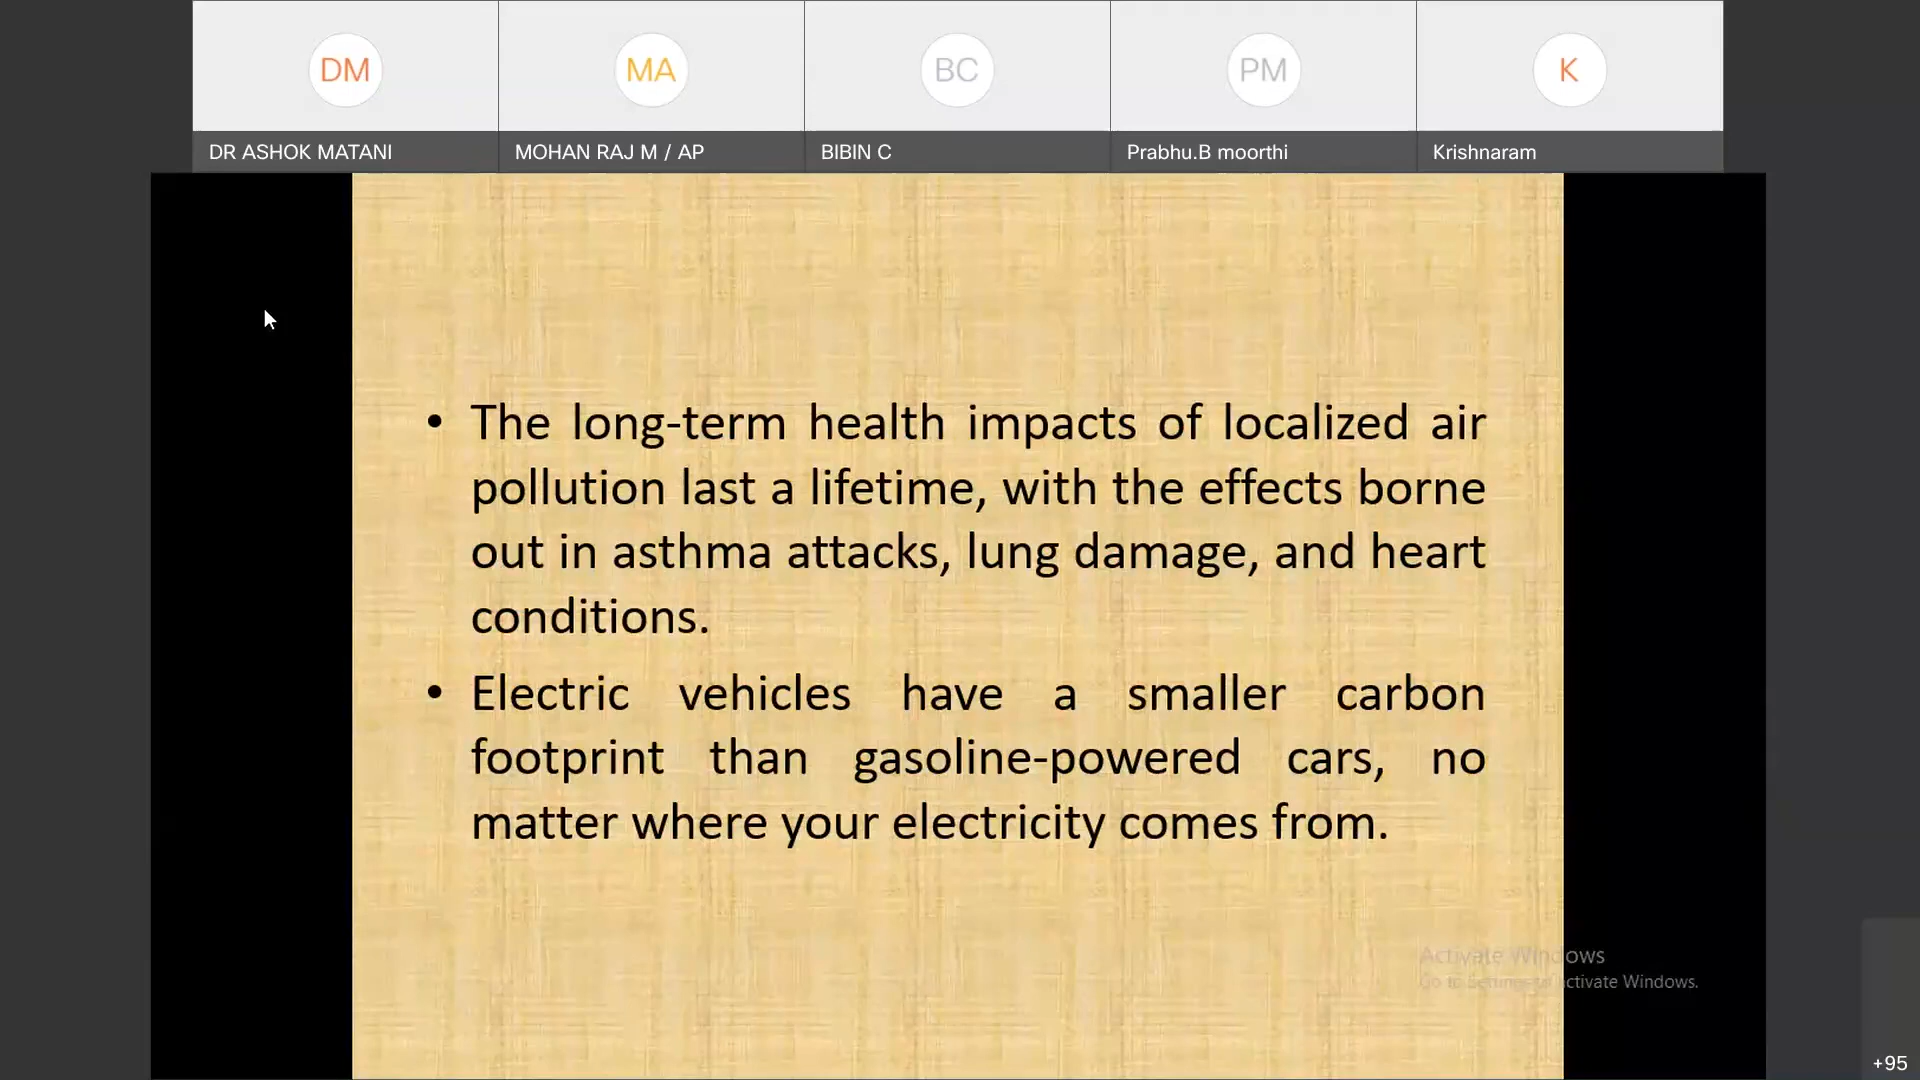 DM
MA
BC
PM
K
DR ASHOK MATANI
MOHAN RAJ M / AP
BIBIN C
Prabhu.B moorthi
Krishnaram
• The long-term health impacts of localized air
pollution last a lifetime, with the effects borne
out in asthma attacks, lung damage, and heart
conditions.
• Electric vehicles have a smaller carbon
footprint than gasoline-powered cars, no
matter where your electricity comes from.
Activate Windows
Go to Settings to activate Windows.
+95